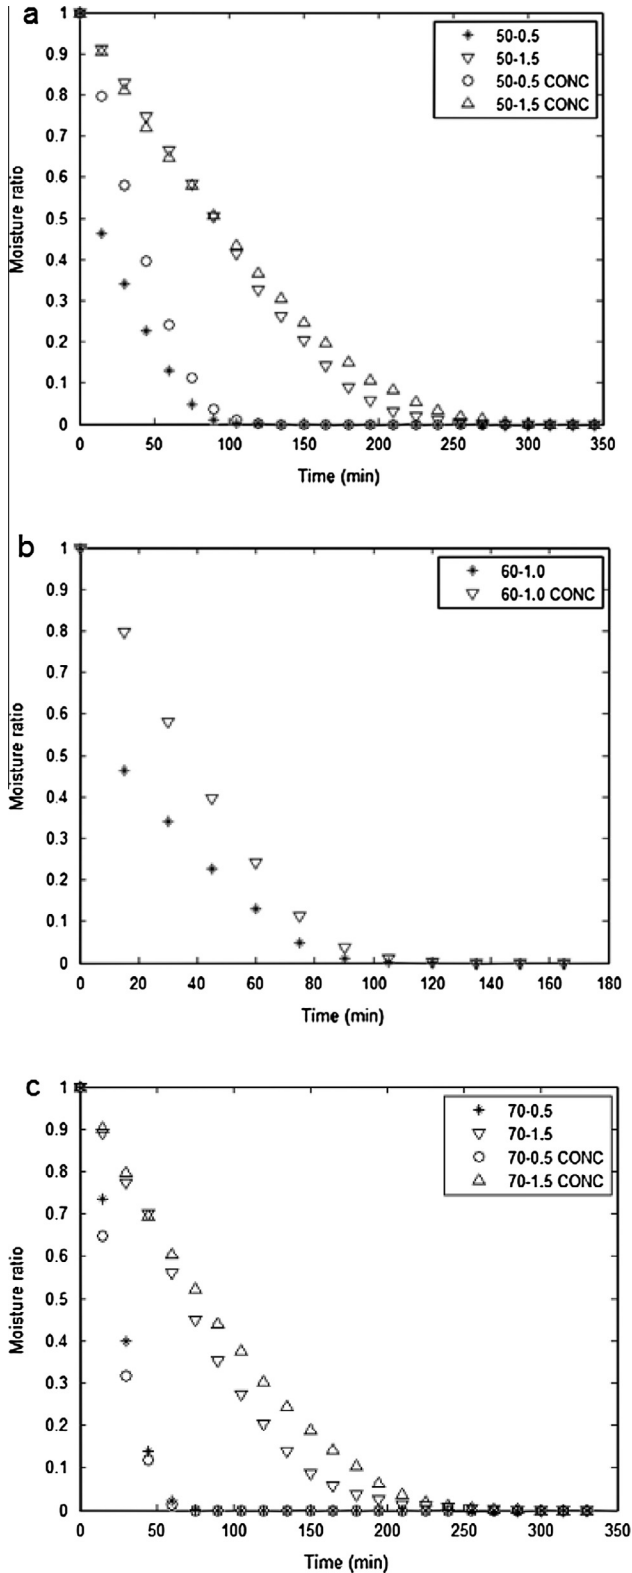 a
1
0.9
0.8
0.7
0.6
0.5
0.4
0.3
0.2
0.1
0
Moisture ratio
50-0.5
50-1.5
50-0.5 CONC
50-1.5 CONC
0 50 100 150 200 250 300 350
Time (min)
b
1
0.9
0.8
0.7
0.6
0.5
0.4
0.3
0.2
0.1
0
Moisture ratio
60-1.0
60-1.0 CONC
0 20 40 60 80 100 120 140 160 180
Time (min)
c
1
0.9
0.8
0.7
0.6
0.5
0.4
0.3
0.2
0.1
0
Moisture ratio
70-0.5
70-1.5
70-0.5 CONC
70-1.5 CONC
0 50 100 150 200 250 300 350
Time (min)